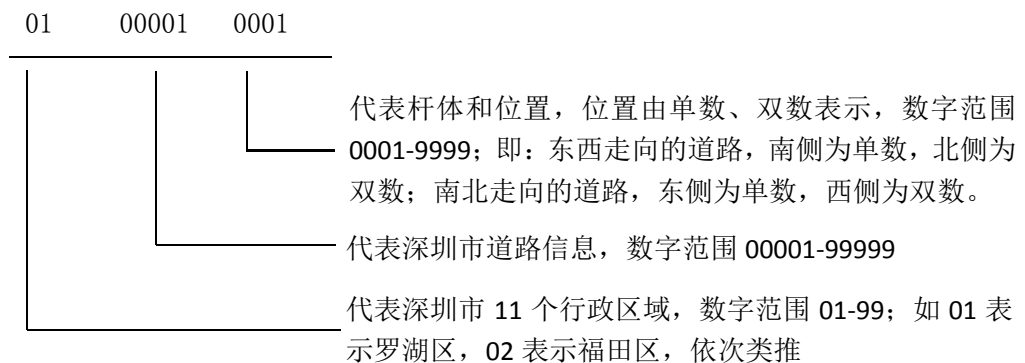 01 00001 0001
代表杆体和位置，位置由单数、双数表示，数字范围
0001-9999；即：东西走向的道路，南侧为单数，北侧为
双数；南北走向的道路，东侧为单数，西侧为双数。
代表深圳市道路信息，数字范围 00001-99999
代表深圳市 11 个行政区域，数字范围 01-99；如 01 表
示罗湖区，02 表示福田区，依次类推